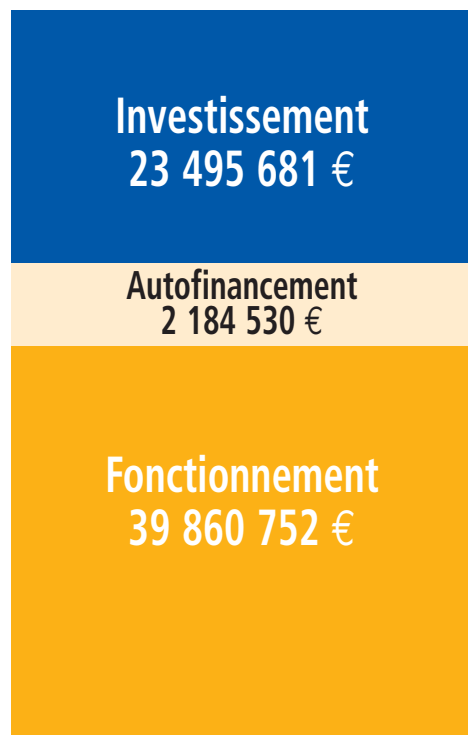 Investissement
23 495 681 €
Autofinancement
2 184 530 €
Fonctionnement
39 860 752 €